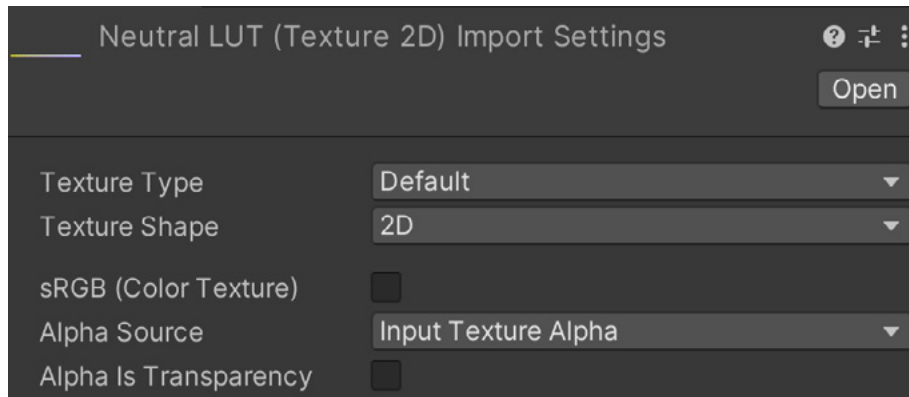 Neutral LUT (Texture 2D) Import Settings
Open
Texture Type Default
Texture Shape 2D
sRGB (Color Texture)
Alpha Source Input Texture Alpha
Alpha Is Transparency